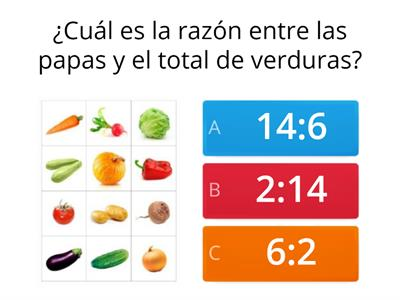 ¿Cuál es la razón entre las
papas y el total de verduras?
A 14:6
B 2:14
C 6:2